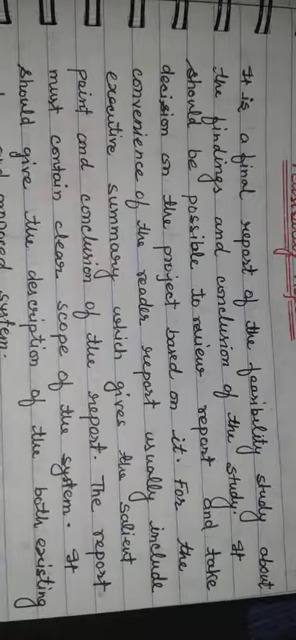 It is a final report of the feasibility study about
the findings and conclusion of the study. It
should be possible to review report and take
decision on the project based on it. For the
convenience of the reader report usually include
executive summary which gives the salient
point and conclusion of the report. The report
must contain clear scope of the system. It
should give the description of the both existing
and proposed system.